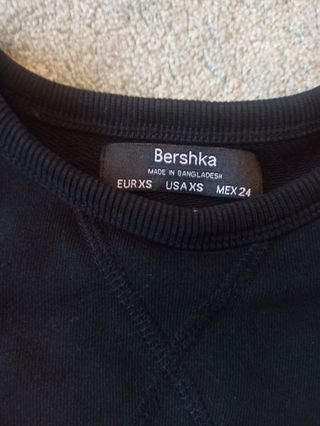 Bershka
MADE IN BANGLADESH
EUR XS USA XS MEX 24